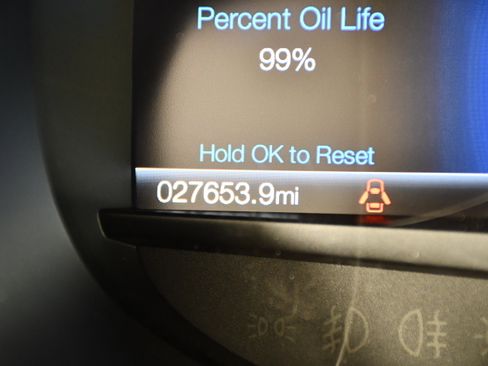 Percent Oil Life
99%
Hold OK to Reset
027653.9mi